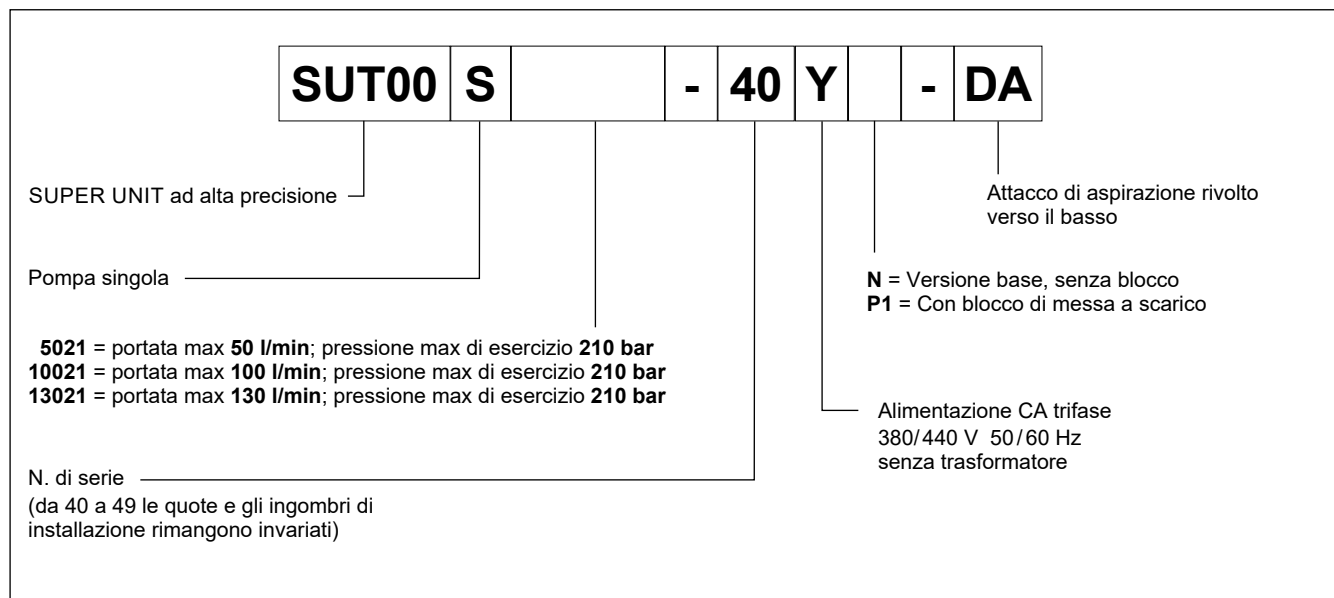 SUT00 S - 40 Y - DA
SUPER UNIT ad alta precisione
Attacco di aspirazione rivolto
verso il basso
Pompa singola
N = Versione base, senza blocco
P1 = Con blocco di messa a scarico
5021 = portata max 50 l/min; pressione max di esercizio 210 bar
10021 = portata max 100 l/min; pressione max di esercizio 210 bar
13021 = portata max 130 l/min; pressione max di esercizio 210 bar
Alimentazione CA trifase
380/440 V 50/60 Hz
senza trasformatore
N. di serie
(da 40 a 49 le quote e gli ingombri di
installazione rimangono invariati)